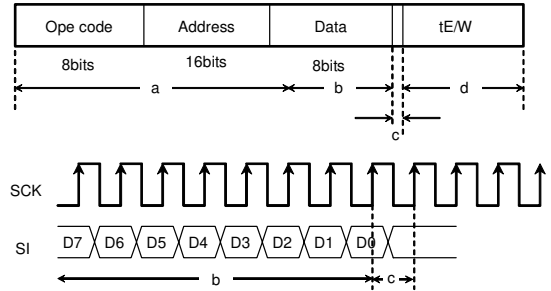 Ope code Address Data tE/W
8bits 16bits 8bits
a b d
c
SCK
SI D7 D6 D5 D4 D3 D2 D1 D0
b c